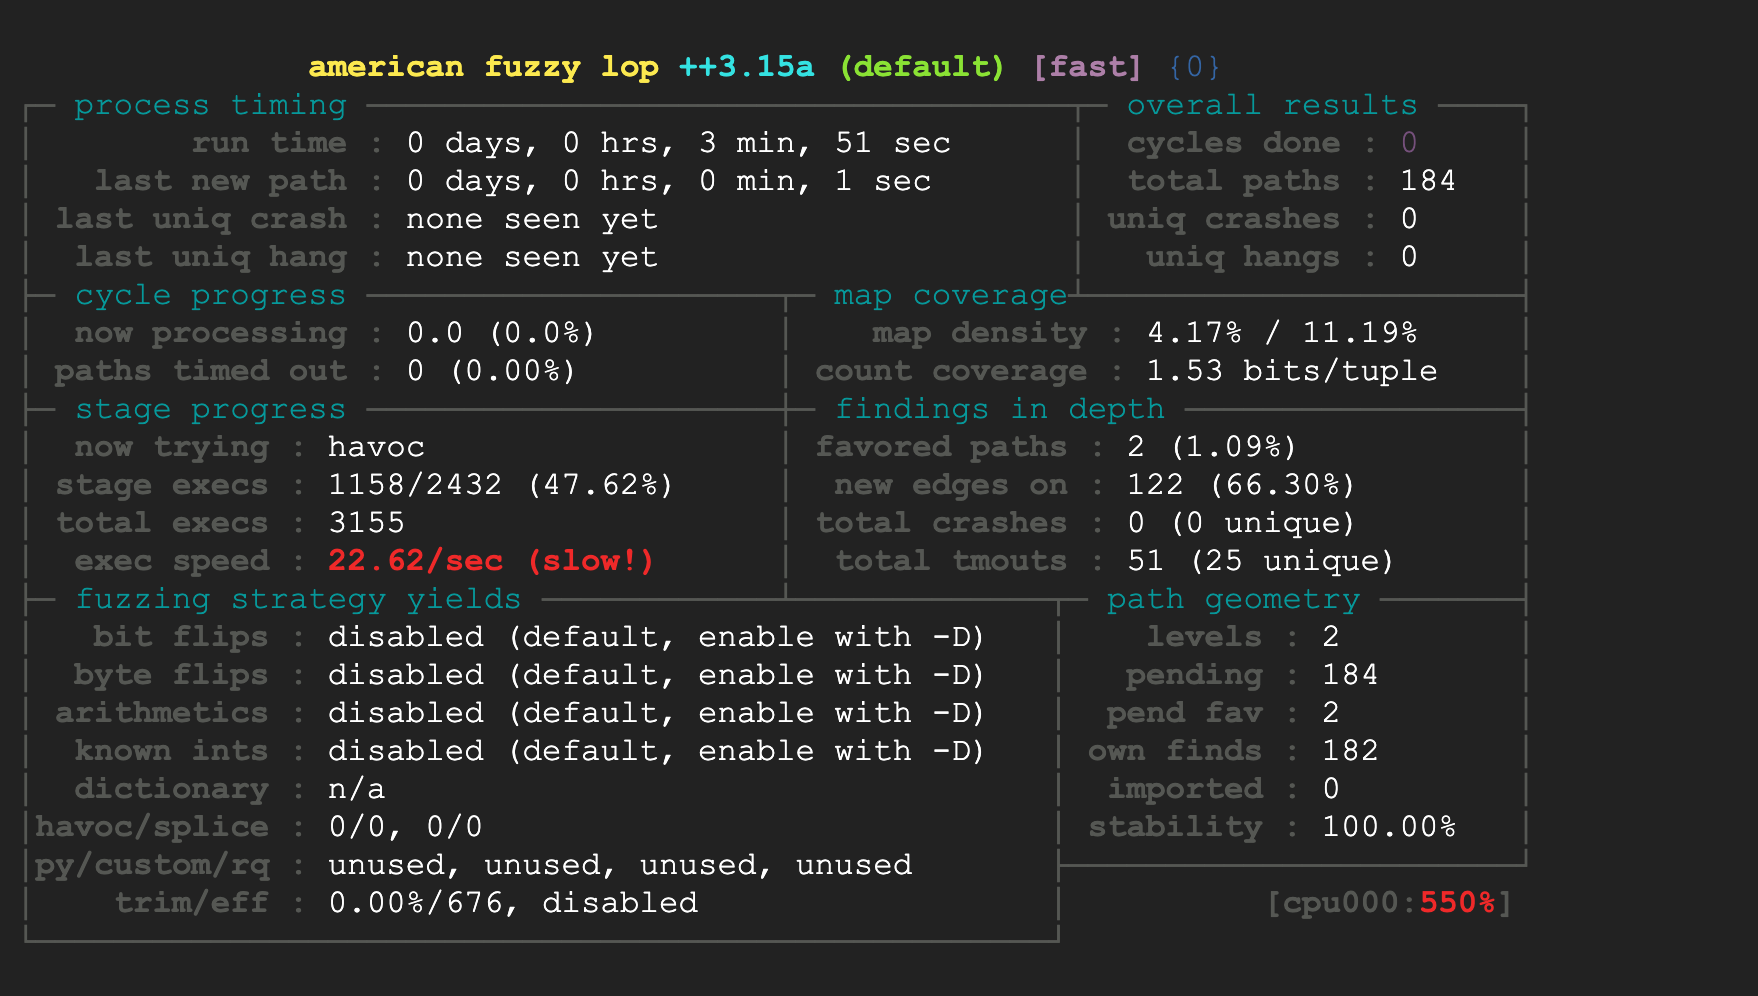 american fuzzy lop ++3.15a (default) [fast] {0}
process timing overall results
run time : 0 days, 0 hrs, 3 min, 51 sec cycles done : 0
last new path : 0 days, 0 hrs, 0 min, 1 sec total paths : 184
last uniq crash : none seen yet uniq crashes : 0
last uniq hang : none seen yet uniq hangs : 0
cycle progress map coverage
now processing : 0.0 (0.0%) map density : 4.17% / 11.19%
paths timed out : 0 (0.00%) count coverage : 1.53 bits/tuple
stage progress findings in depth
now trying : havoc favored paths : 2 (1.09%)
stage execs : 1158/2432 (47.62%) new edges on : 122 (66.30%)
total execs : 3155 total crashes : 0 (0 unique)
exec speed : 22.62/sec (slow!) total tmouts : 51 (25 unique)
fuzzing strategy yields path geometry
bit flips : disabled (default, enable with -D) levels : 2
byte flips : disabled (default, enable with -D) pending : 184
arithmetics : disabled (default, enable with -D) pend fav : 2
known ints : disabled (default, enable with -D) own finds : 182
dictionary : n/a imported : 0
havoc/splice : 0/0, 0/0 stability : 100.00%
py/custom/rq : unused, unused, unused, unused
trim/eff : 0.00%/676, disabled [cpu000:550%]